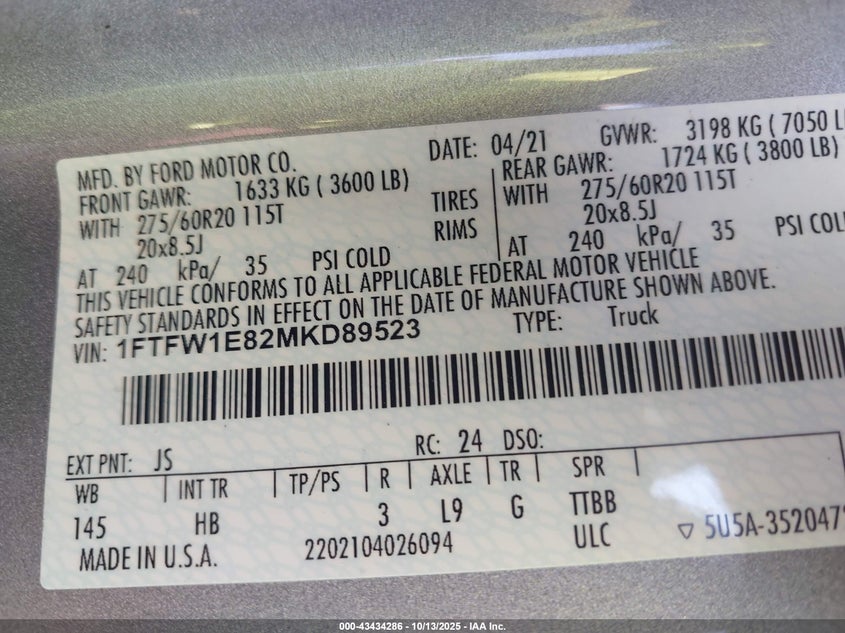 MFD. BY FORD MOTOR CO. DATE: 04/21 GVWR: 3198 KG ( 7050 L
FRONT GAWR: 1633 KG ( 3600 LB) REAR GAWR: 1724 KG ( 3800 LB)
WITH 275/60R20 115T TIRES WITH 275/60R20 115T
20x8.5J RIMS 20x8.5J
AT 240 kPa/ 35 PSI COLD AT 240 kPa/ 35 PSI COL
THIS VEHICLE CONFORMS TO ALL APPLICABLE FEDERAL MOTOR VEHICLE
SAFETY STANDARDS IN EFFECT ON THE DATE OF MANUFACTURE SHOWN ABOVE.
VIN: 1FTFW1E82MKD89523 TYPE: Truck
EXT PNT: JS RC: 24 DSO:
WB INT TR TP/PS R AXLE TR SPR
145 HB 3 L9 G TTBB
MADE IN U.S.A. 2202104026094 ULC ▽ 5U5A-352047
000-43434286 - 10/13/2025 - IAA Inc.